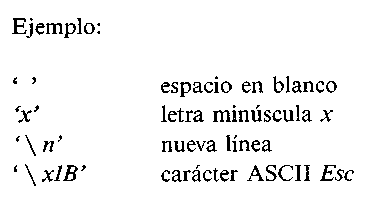 Ejemplo:
‘ ’ espacio en blanco
‘x’ letra minúscula x
‘\n’ nueva línea
‘\x1B’ carácter ASCII Esc